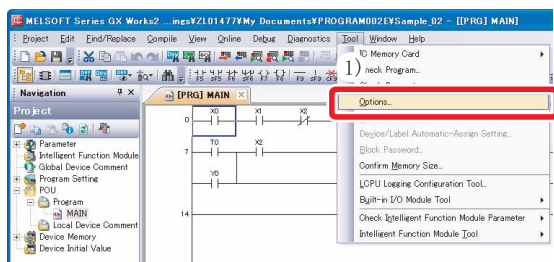 MELSOFT Series GX Works2 ...ings¥ZL01477¥My Documents¥PROGRAM002E¥Sample_02 - [[PRG] MAIN]
Project Edit Find/Replace Compile View Online Debug Diagnostics Tool Window Help
IC Memory Card
1)
Navigation
[PRG] MAIN
Options...
Project
X0 X1 X2
0
Device/Label Automatic-Assign Setting...
Parameter
Block Password...
Intelligent Function Module
T0 X2
7
Confirm Memory Size...
Global Device Comment
Program Setting
LCPU Logging Configuration Tool...
POU
Y0
Built-in I/O Module Tool
Program
MAIN
Check Intelligent Function Module Parameter
Local Device Comment
14
Intelligent Function Module Tool
Device Memory
Device Initial Value